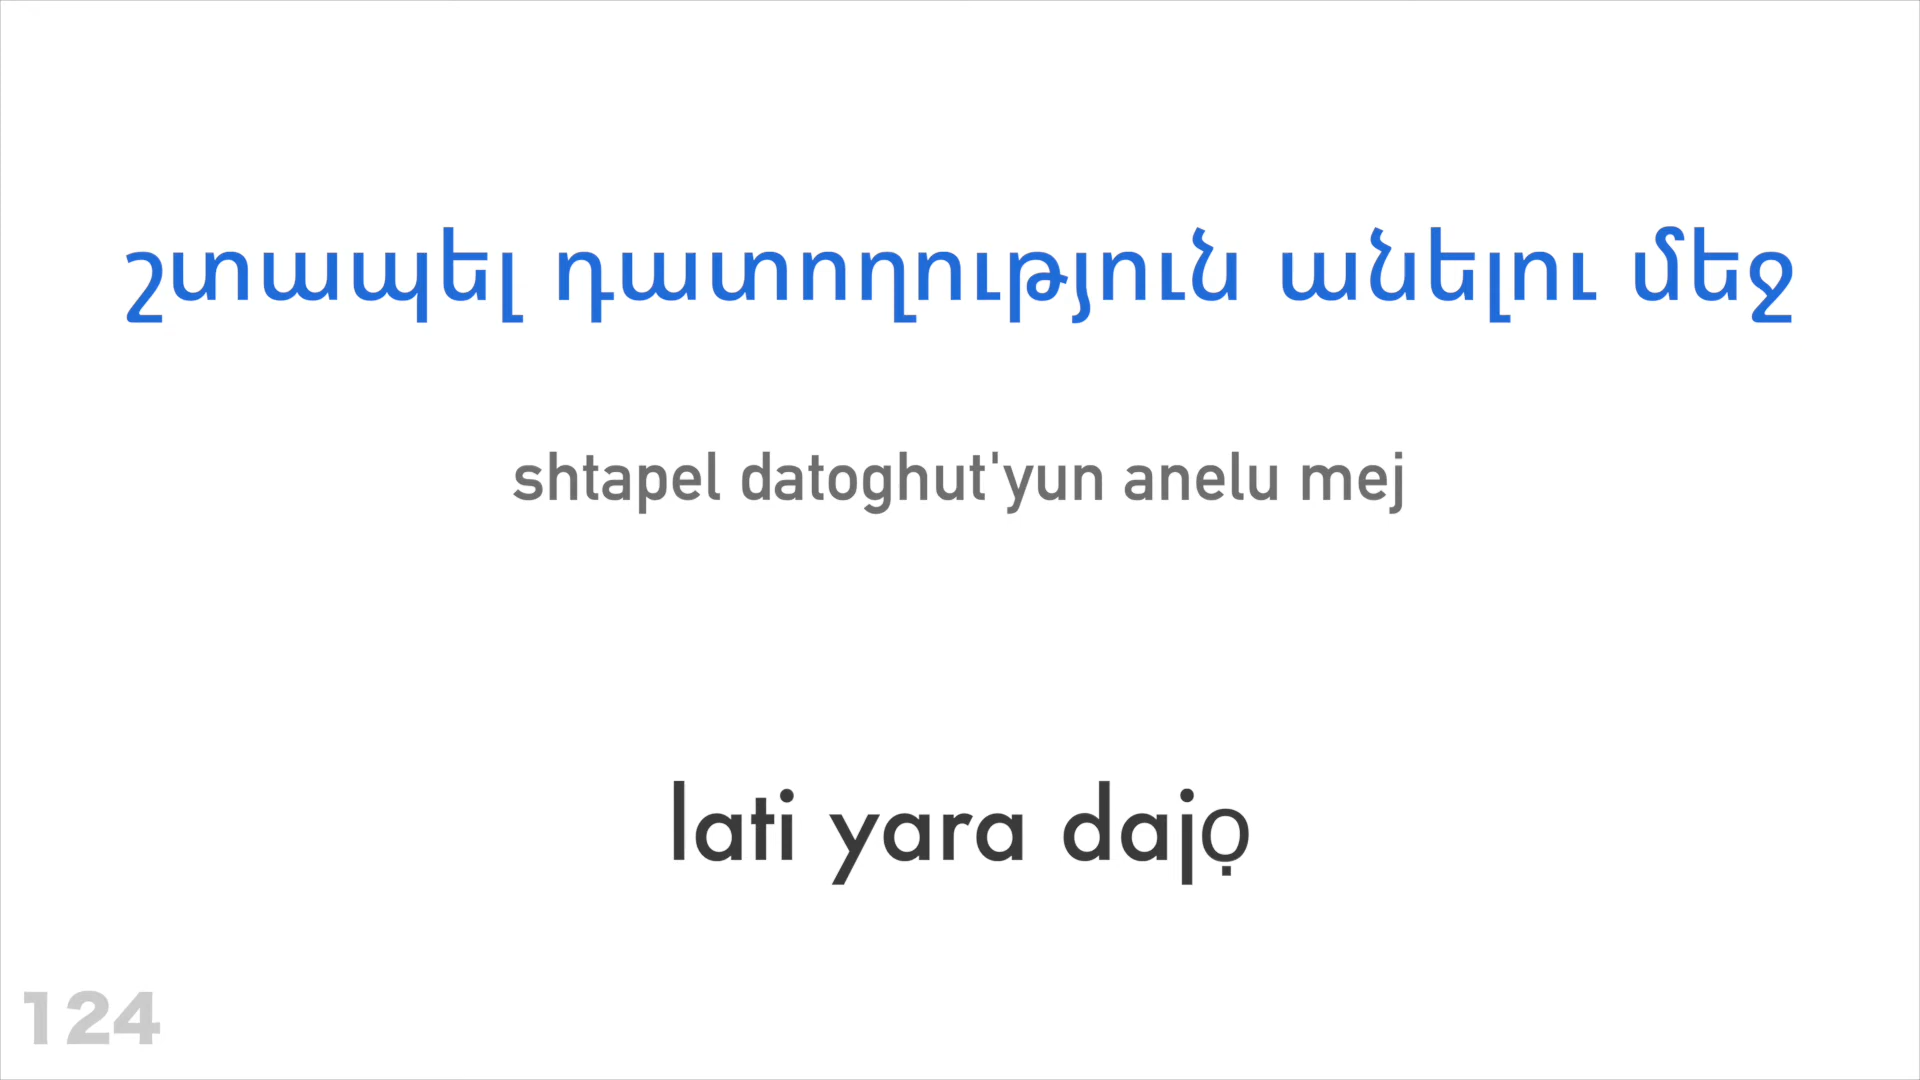 շտապել դատողություն անելու մեջ
shtapel datoghut'yun anelu mej
lati yara dajọ
124